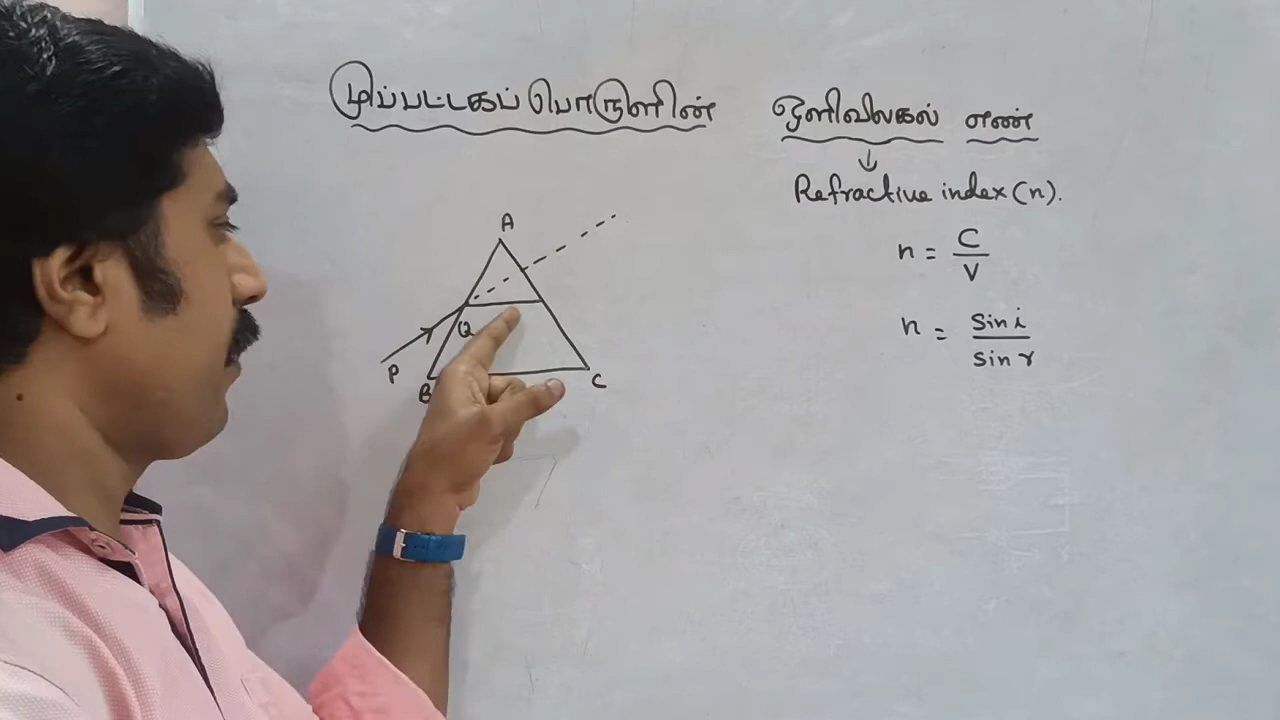 முப்பட்டகப் பொருளின் ஒளிவிலகல் எண்
Refractive index (n).
n = C/V
n = Sin i/sin r
A
Q
P
B
C